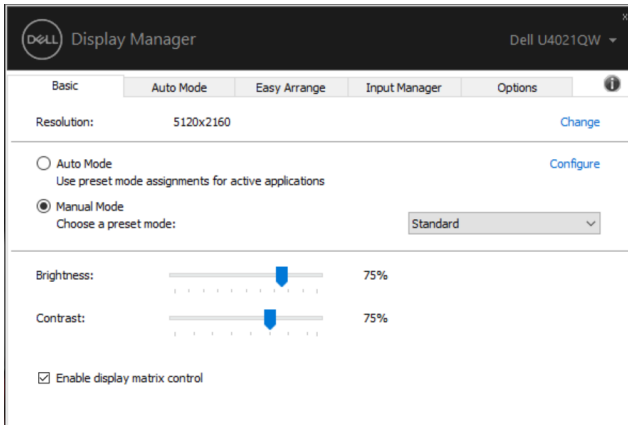 DELL Display Manager Dell U4021QW
Basic Auto Mode Easy Arrange Input Manager Options
Resolution: 5120x2160 Change
Auto Mode Configure
Use preset mode assignments for active applications
Manual Mode
Choose a preset mode: Standard
Brightness: 75%
Contrast: 75%
Enable display matrix control